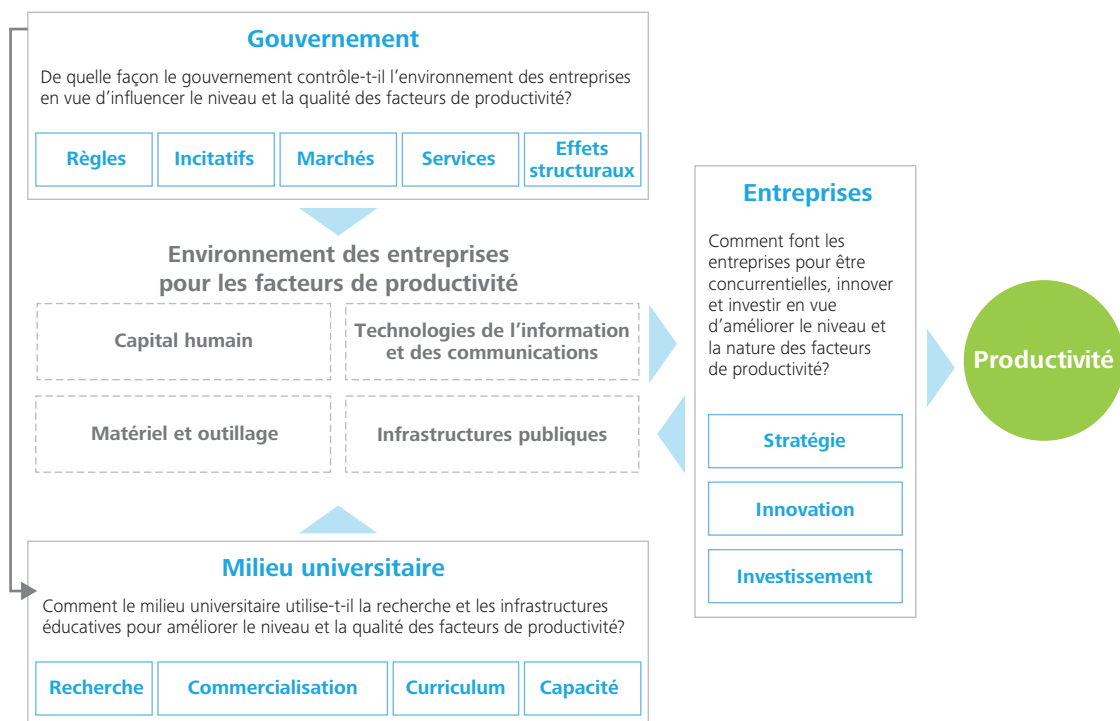 Gouvernement
De quelle façon le gouvernement contrôle-t-il l’environnement des entreprises
en vue d’influencer le niveau et la qualité des facteurs de productivité?
Règles
Incitatifs
Marchés
Services
Effets
structuraux
Environnement des entreprises
pour les facteurs de productivité
Capital humain
Technologies de l’information
et des communications
Matériel et outillage
Infrastructures publiques
Milieu universitaire
Comment le milieu universitaire utilise-t-il la recherche et les infrastructures
éducatives pour améliorer le niveau et la qualité des facteurs de productivité?
Recherche
Commercialisation
Curriculum
Capacité
Entreprises
Comment font les
entreprises pour être
concurrentielles, innover
et investir en vue
d’améliorer le niveau et
la nature des facteurs
de productivité?
Stratégie
Innovation
Investissement
Productivité